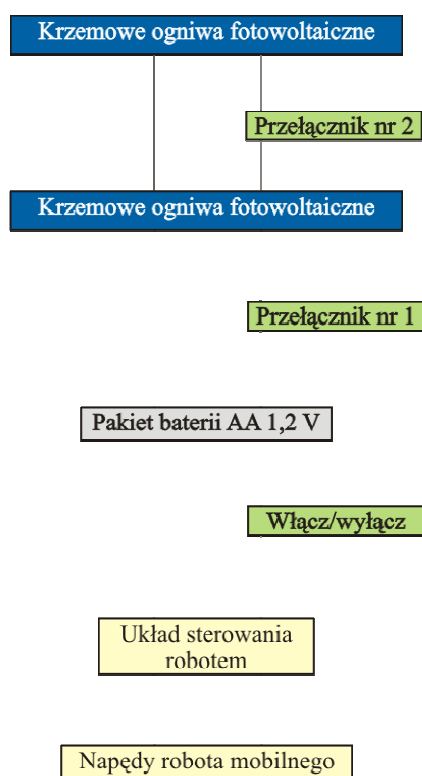 Krzemowe ogniwa fotowoltaiczne
Przełącznik nr 2
Krzemowe ogniwa fotowoltaiczne
Przełącznik nr 1
Pakiet baterii AA 1,2 V
Włącz/wyłącz
Układ sterowania
robotem
Napędy robota mobilnego